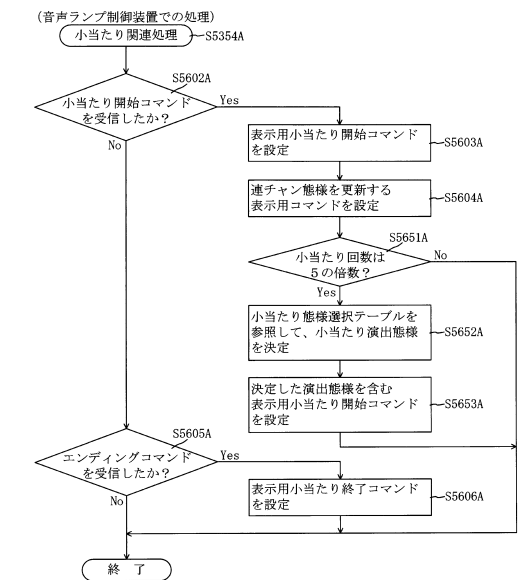 (音声ランプ制御装置での処理)
小当たり関連処理
S5354A
S5602A
小当たり開始コマンド
を受信したか?
Yes
No
表示用小当たり開始コマンド
を設定
S5603A
連チャン態様を更新する
表示用コマンドを設定
S5604A
S5651A
小当たり回数は
5の倍数?
No
Yes
小当たり態様選択テーブルを
参照して、小当たり演出態様
を決定
S5652A
決定した演出態様を含む
表示用小当たり開始コマンド
を設定
S5653A
S5605A
エンディングコマンド
を受信したか?
Yes
No
表示用小当たり終了コマンド
を設定
S5606A
終 了